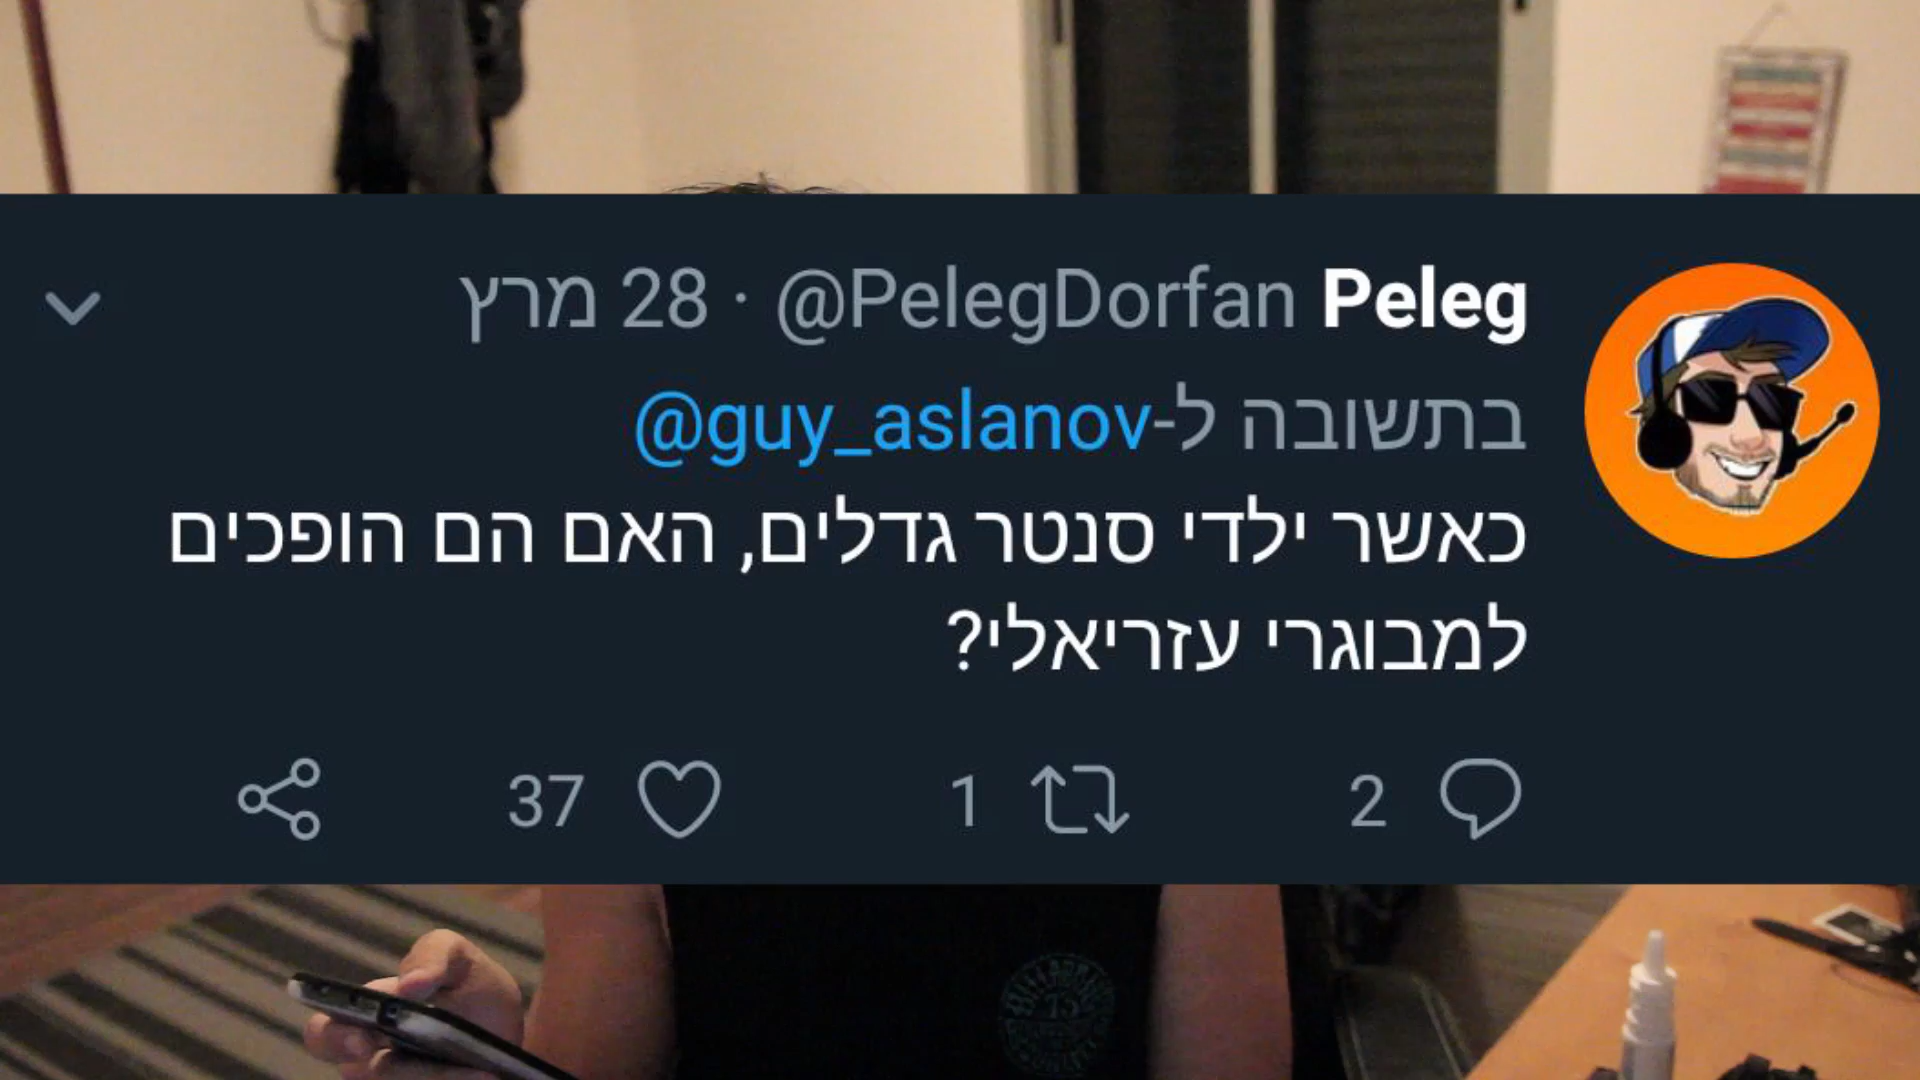 Peleg @PelegDorfan · 28 מרץ
בתשובה ל-@guy_aslanov
כאשר ילדי סנטר גדלים, האם הם הופכים
למבוגרי עזריאלי?
2 1 37